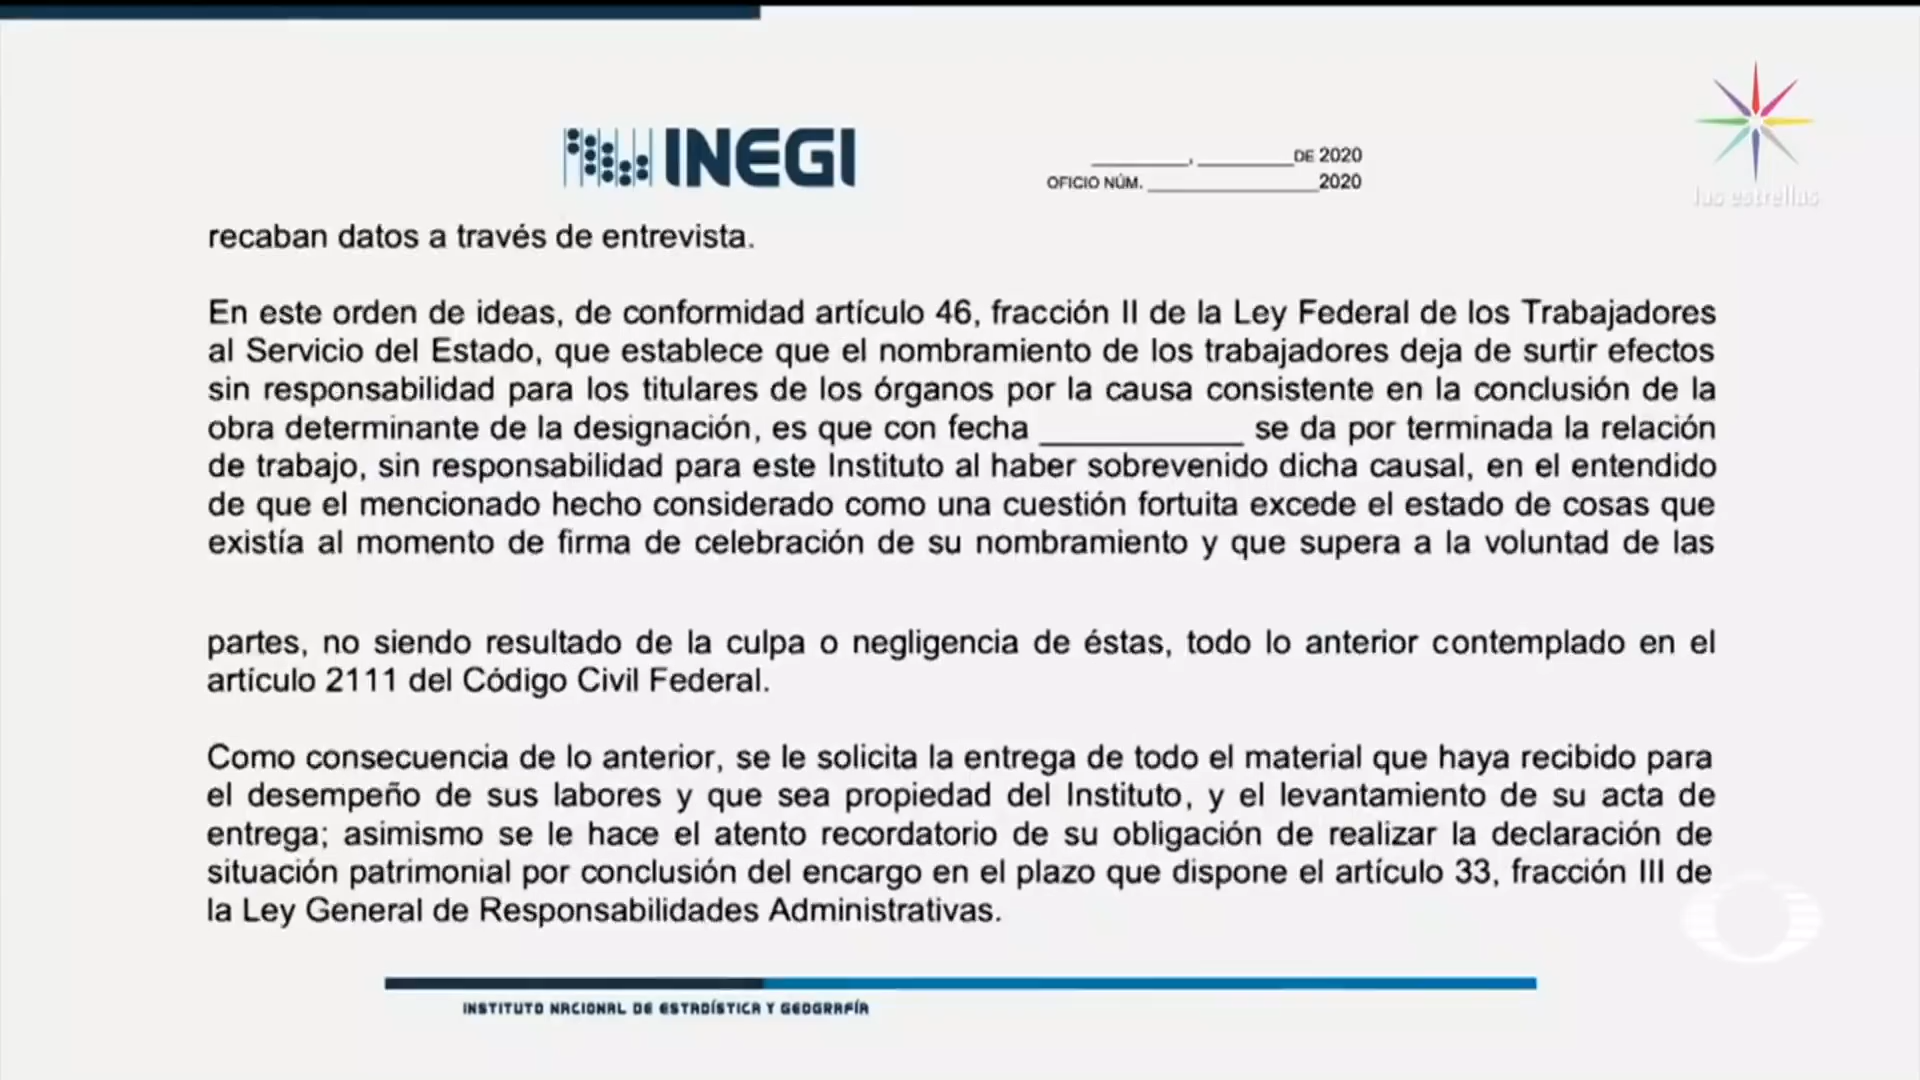 INEGI
__________, __________DE 2020
OFICIO NÚM. __________________2020
las estrellas
recaban datos a través de entrevista.
En este orden de ideas, de conformidad artículo 46, fracción II de la Ley Federal de los Trabajadores
al Servicio del Estado, que establece que el nombramiento de los trabajadores deja de surtir efectos
sin responsabilidad para los titulares de los órganos por la causa consistente en la conclusión de la
obra determinante de la designación, es que con fecha ____________ se da por terminada la relación
de trabajo, sin responsabilidad para este Instituto al haber sobrevenido dicha causal, en el entendido
de que el mencionado hecho considerado como una cuestión fortuita excede el estado de cosas que
existía al momento de firma de celebración de su nombramiento y que supera a la voluntad de las
partes, no siendo resultado de la culpa o negligencia de éstas, todo lo anterior contemplado en el
artículo 2111 del Código Civil Federal.
Como consecuencia de lo anterior, se le solicita la entrega de todo el material que haya recibido para
el desempeño de sus labores y que sea propiedad del Instituto, y el levantamiento de su acta de
entrega; asimismo se le hace el atento recordatorio de su obligación de realizar la declaración de
situación patrimonial por conclusión del encargo en el plazo que dispone el artículo 33, fracción III de
la Ley General de Responsabilidades Administrativas.
INSTITUTO NACIONAL DE ESTADÍSTICA Y GEOGRAFÍA